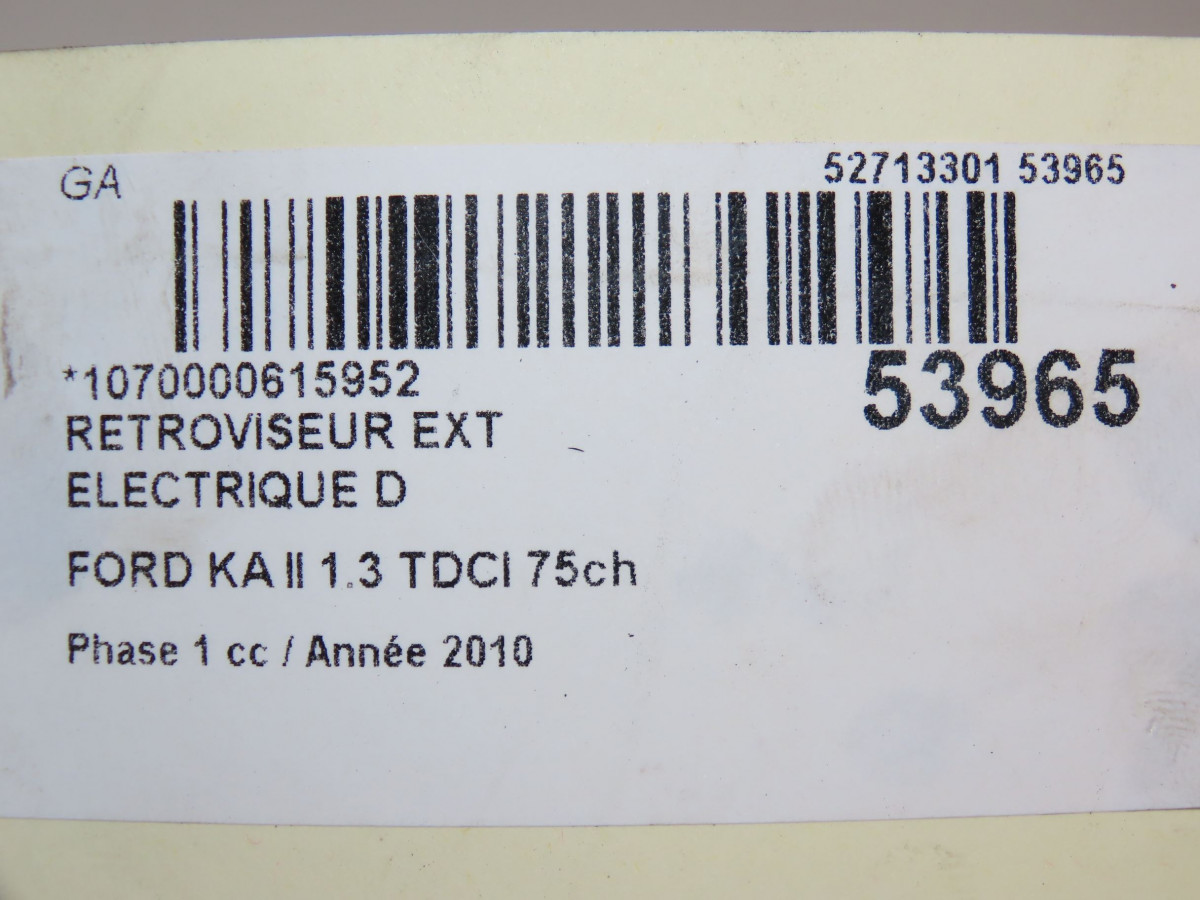 GA
52713301 53965
*1070000615952
53965
RETROVISEUR EXT
ELECTRIQUE D
FORD KA II 1.3 TDCI 75ch
Phase 1 cc / Année 2010